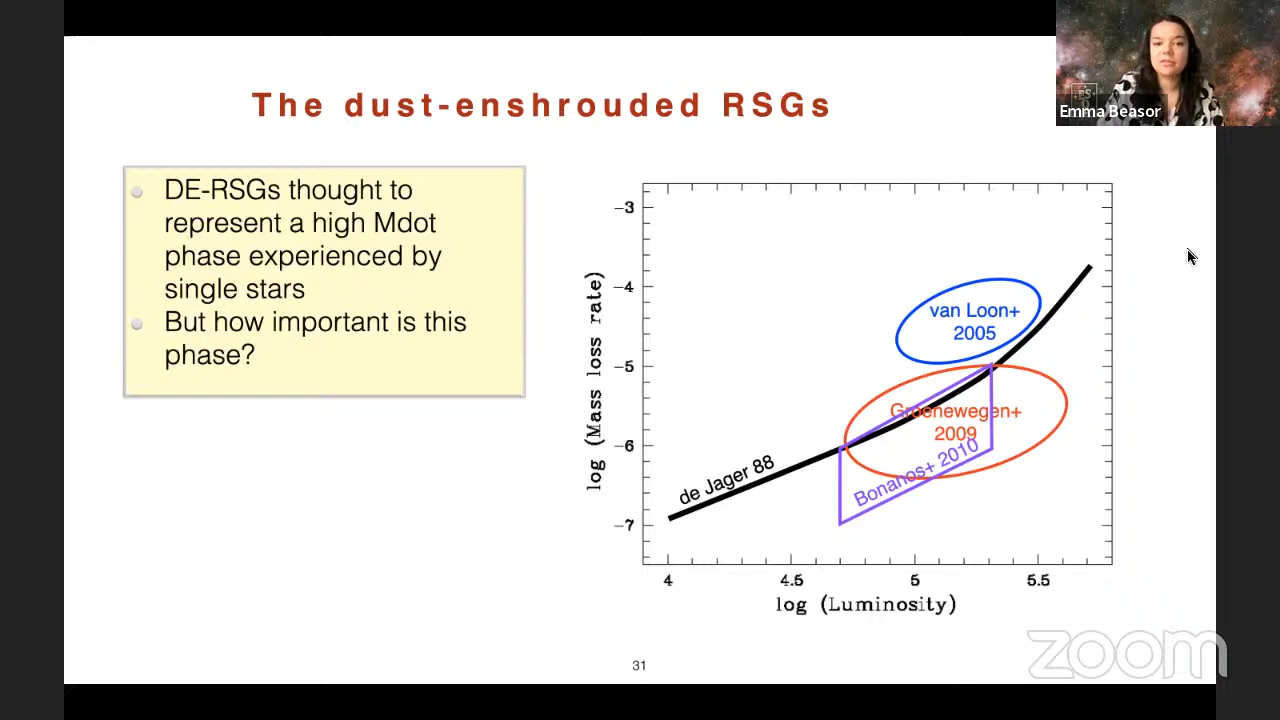 The dust-enshrouded RSGs
Emma Beasor
DE-RSGs thought to
represent a high Mdot
phase experienced by
single stars
But how important is this
phase?
log (Mass loss rate)
-3
-4
-5
-6
-7
van Loon+
2005
Groenewegen+
2009
Bonanos+ 2010
de Jager 88
4
4.5
5
5.5
log (Luminosity)
31
zoom